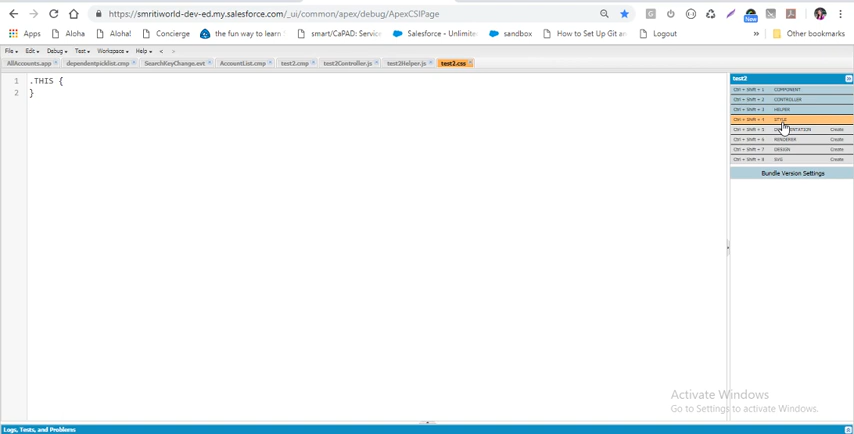 https://smritiworld-dev-ed.my.salesforce.com/_ui/common/apex/debug/ApexCSIPage
New
Apps Aloha Aloha! Concierge the fun way to learn smart/CaPAD: Service Salesforce - Unlimite sandbox How to Set Up Git an Logout » Other bookmarks
File • Edit • Debug • Test • Workspace • Help • < >
AllAccounts.app dependentpicklist.cmp SearchKeyChange.evt AccountList.cmp test2.cmp test2Controller.js test2Helper.js test2.css
1 .THIS {
2 }
test2
Ctrl + Shift + 1 COMPONENT
Ctrl + Shift + 2 CONTROLLER
Ctrl + Shift + 3 HELPER
Ctrl + Shift + 4 STYLE
Ctrl + Shift + 5 Create
Ctrl + Shift + 6 RENDERER Create
Ctrl + Shift + 7 DESIGN Create
Ctrl + Shift + 8 SVG Create
Bundle Version Settings
Activate Windows
Go to Settings to activate Windows.
Logs, Tests, and Problems